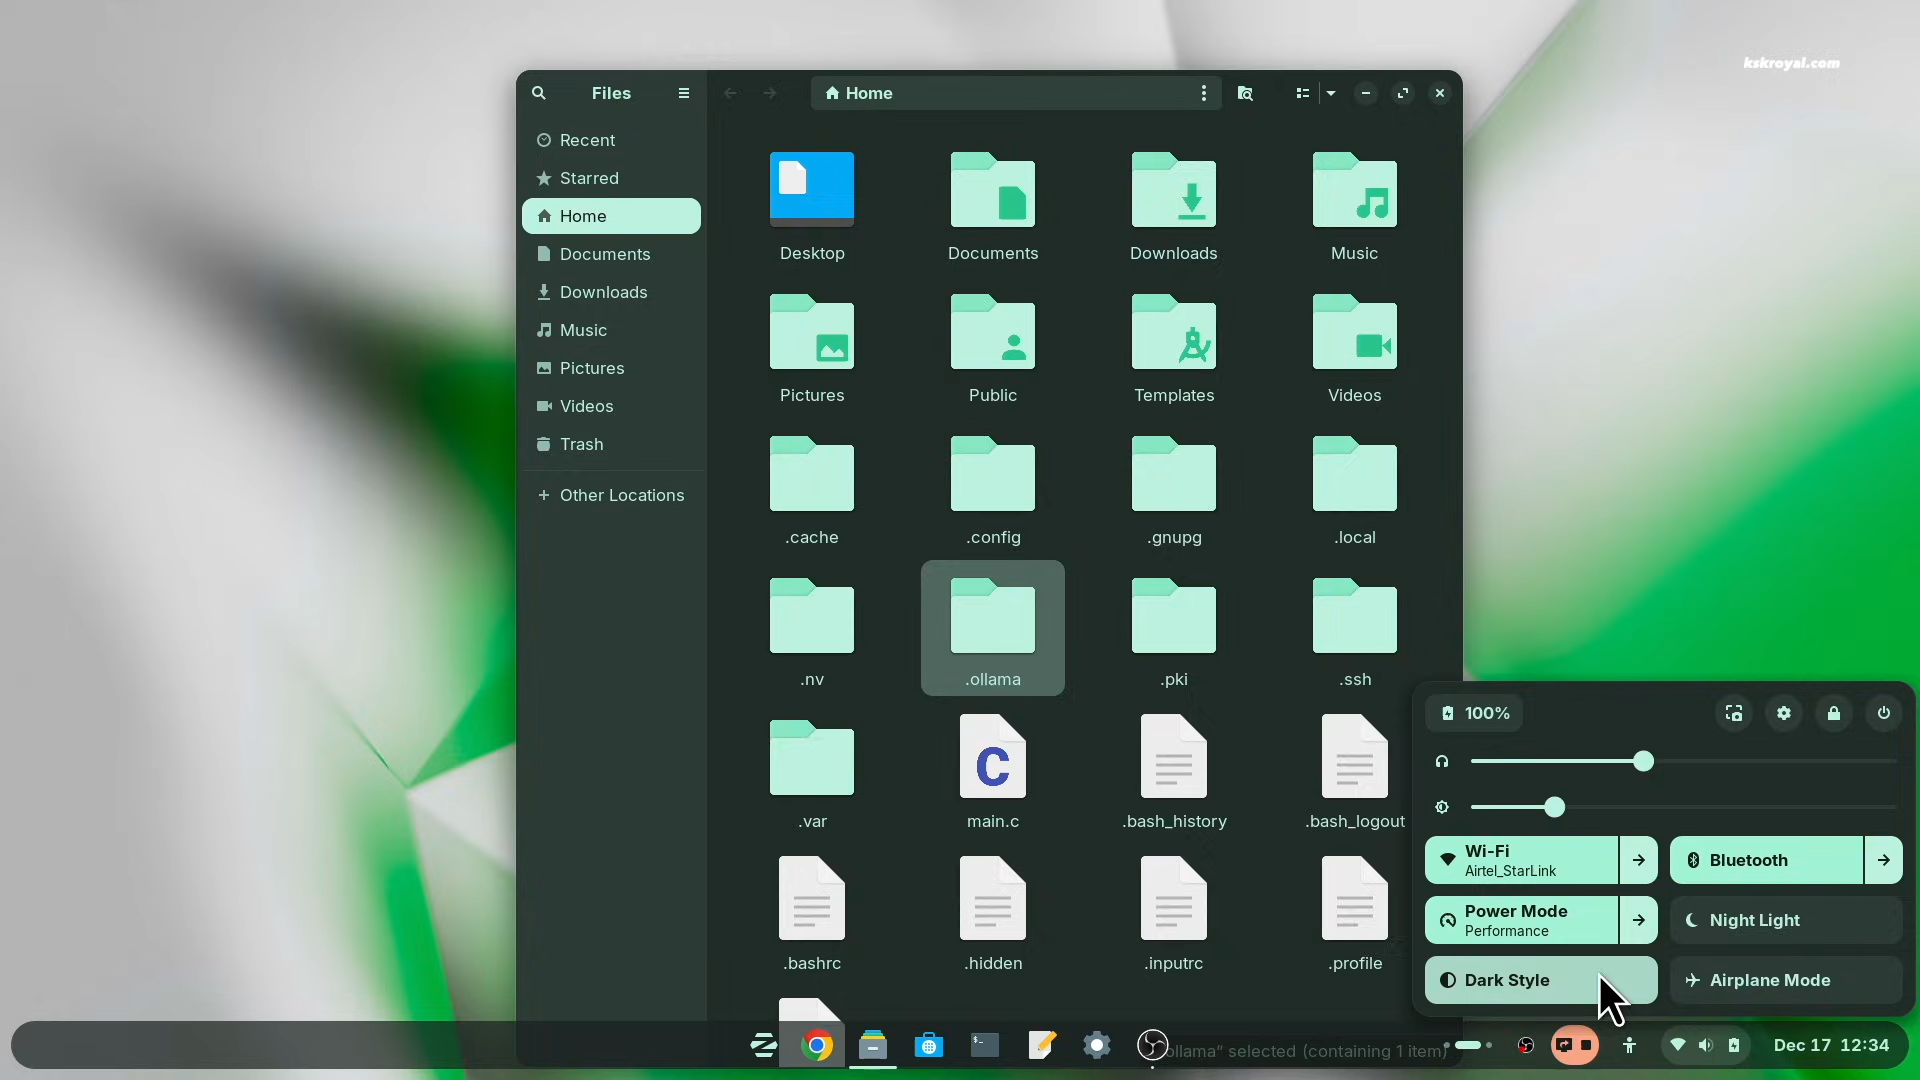 kskroyal.com
Files
Home
Recent
Starred
Home
Documents
Downloads
Music
Pictures
Videos
Trash
Other Locations
Desktop
Documents
Downloads
Music
Pictures
Public
Templates
Videos
.cache
.config
.gnupg
.local
.nv
.ollama
.pki
.ssh
.var
C
main.c
.bash_history
.bash_logout
.bashrc
.hidden
.inputrc
.profile
100%
Wi-Fi
Airtel_StarLink
Bluetooth
Power Mode
Performance
Night Light
Dark Style
Airplane Mode
ollama” selected (containing 1 item)
Dec 17 12:34